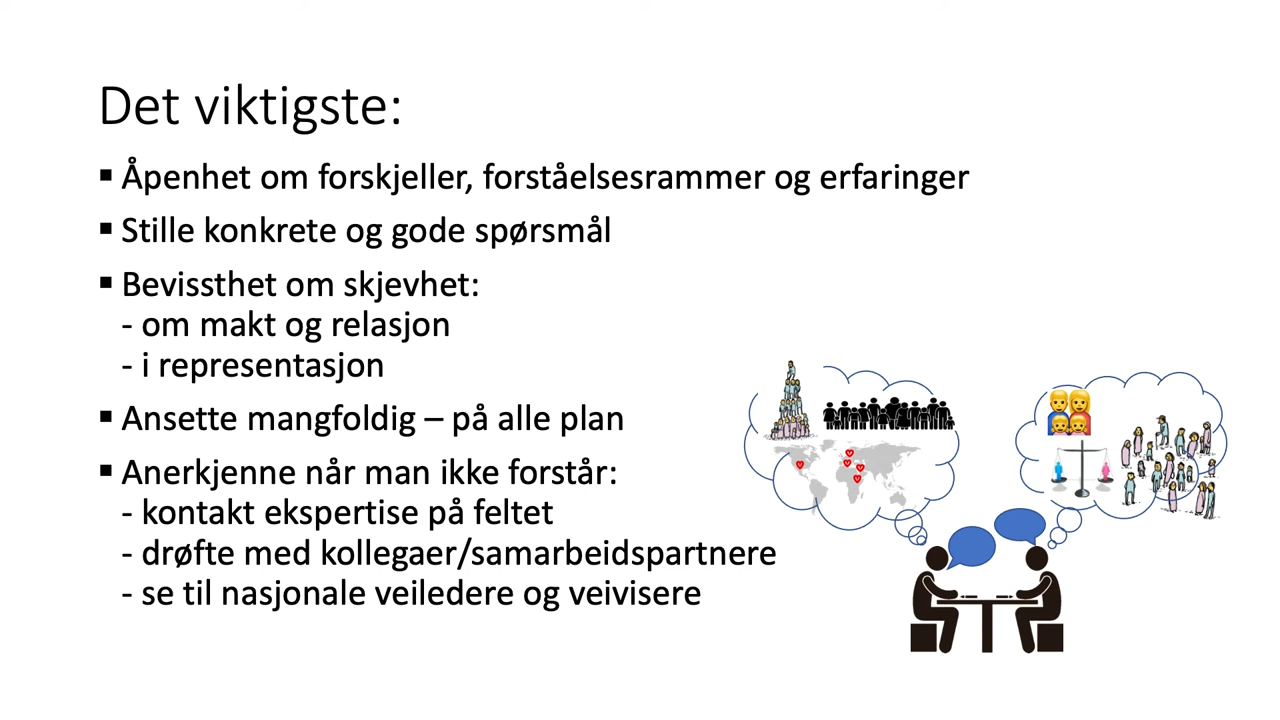 Det viktigste:
▪ Åpenhet om forskjeller, forståelsesrammer og erfaringer
▪ Stille konkrete og gode spørsmål
▪ Bevissthet om skjevhet:
- om makt og relasjon
- i representasjon
▪ Ansette mangfoldig – på alle plan
▪ Anerkjenne når man ikke forstår:
- kontakt ekspertise på feltet
- drøfte med kollegaer/samarbeidspartnere
- se til nasjonale veiledere og veivisere